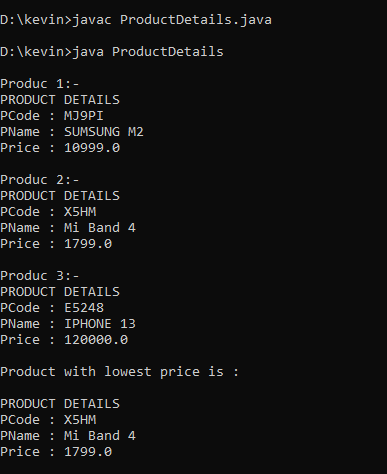 D:\kevin>javac ProductDetails.java
D:\kevin>java ProductDetails
Produc 1:-
PRODUCT DETAILS
PCode : MJ9PI
PName : SUMSUNG M2
Price : 10999.0
Produc 2:-
PRODUCT DETAILS
PCode : X5HM
PName : Mi Band 4
Price : 1799.0
Produc 3:-
PRODUCT DETAILS
PCode : E5248
PName : IPHONE 13
Price : 120000.0
Product with lowest price is :
PRODUCT DETAILS
PCode : X5HM
PName : Mi Band 4
Price : 1799.0